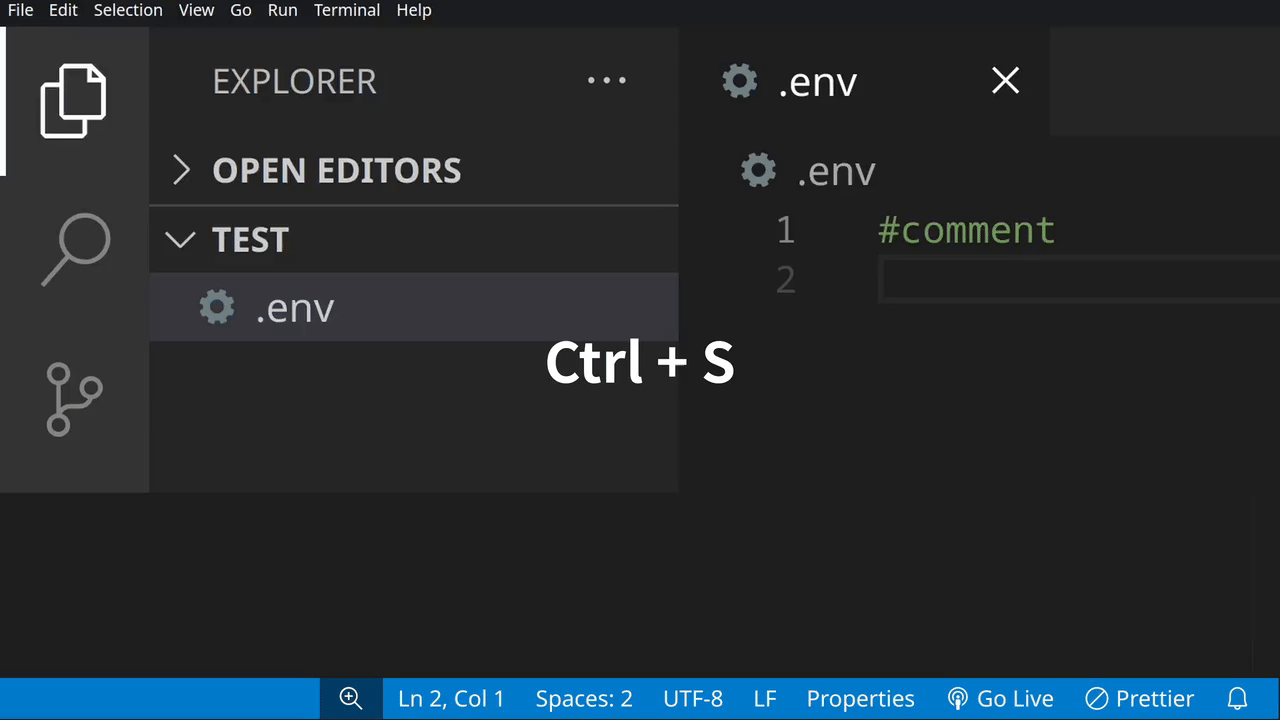 File Edit Selection View Go Run Terminal Help
EXPLORER
OPEN EDITORS
TEST
.env
.env
.env
1 #comment
2
Ctrl + S
Ln 2, Col 1 Spaces: 2 UTF-8 LF Properties Go Live Prettier